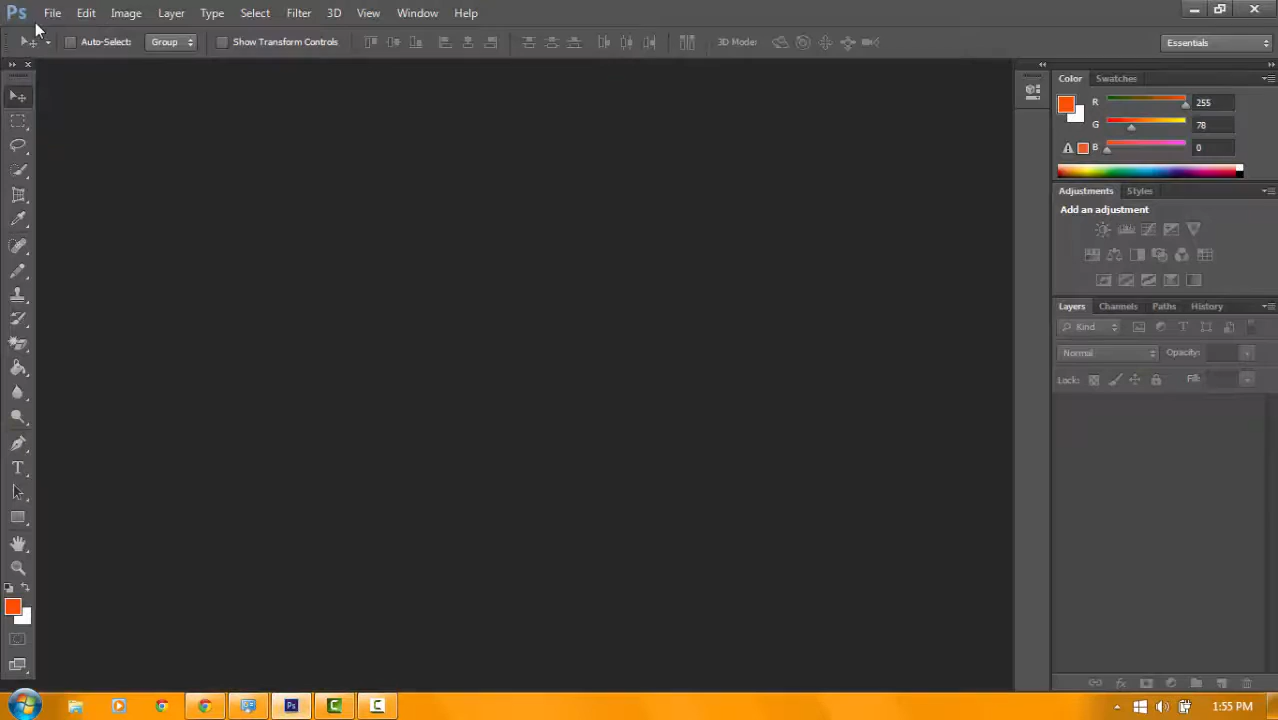 Ps File Edit Image Layer Type Select Filter 3D View Window Help
Auto-Select: Group Show Transform Controls 3D Mode: Essentials
Color Swatches
R 255
G 78
B 0
Adjustments Styles
Add an adjustment
Layers Channels Paths History
Kind
Normal Opacity:
Lock: Fill:
T
Ps C C 1:55 PM